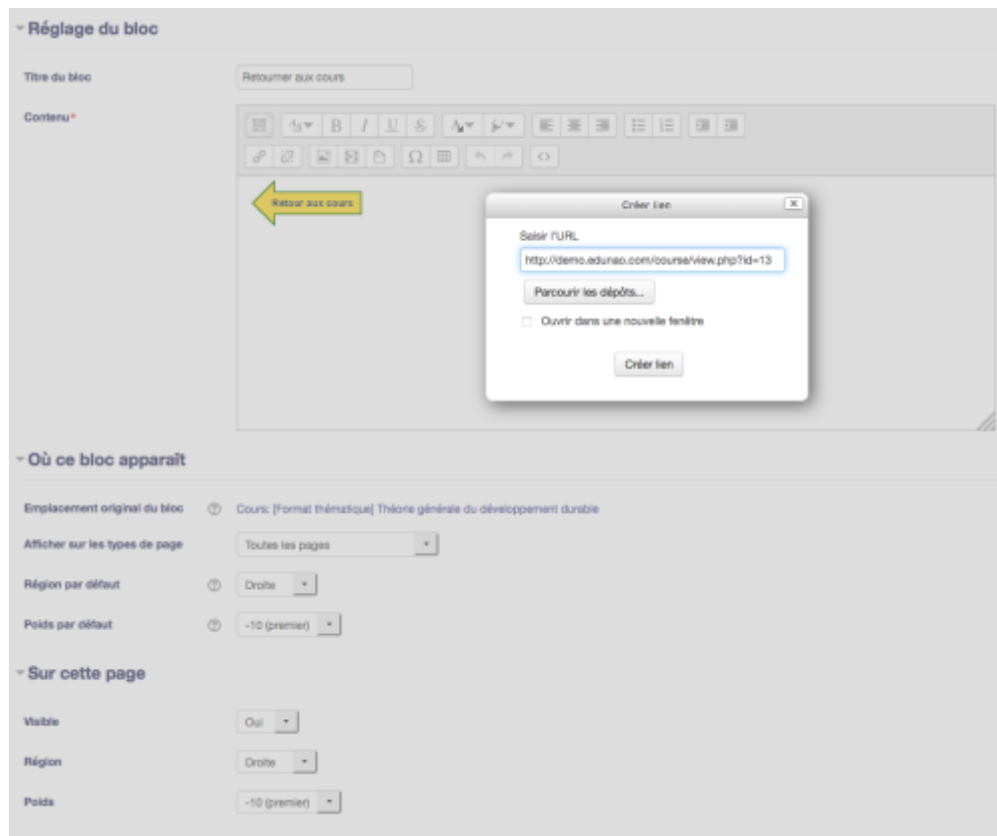 Réglage du bloc
Titre du bloc Retourner aux cours
Contenu*
Retour aux cours
Créer lien
Saisir l'URL
http://demo.edunao.com/course/view.php?id=13
Parcourir les dépôts...
Ouvrir dans une nouvelle fenêtre
Créer lien
Où ce bloc apparaît
Emplacement original du bloc Cours: [Format thématique] Théorie générale du développement durable
Afficher sur les types de page Toutes les pages
Région par défaut Droite
Poids par défaut -10 (premier)
Sur cette page
Visible Oui
Région Droite
Poids -10 (premier)